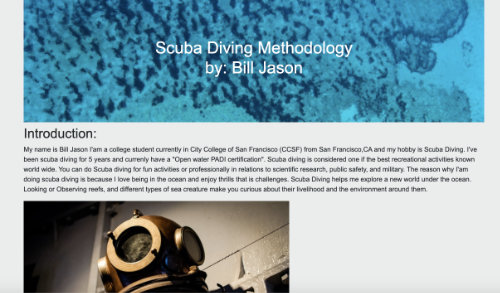 Scuba Diving Methodology
by: Bill Jason
Introduction:
My name is Bill Jason I'am a college student currently in City College of San Francisco (CCSF) from San Francisco,CA and my hobby is Scuba Diving. I've
been scuba diving for 5 years and currenly have a "Open water PADI certification". Scuba diving is considered one if the best recreational activities known
world wide. You can do Scuba diving for fun activities or professionally in relations to scientific research, public safety, and military. The reason why I'am
doing scuba diving is because I love being in the ocean and enjoy thrills that is challenges. Scuba Diving helps me explore a new world under the ocean.
Looking or Observing reefs, and different types of sea creature make you curious about their livelihood and the environment around them.